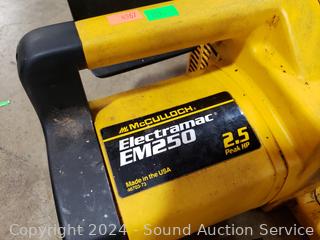 McCULLOCH
Electramac®
EM250
2.5
Peak HP
Made in the USA
Copyright © 2024 - Sound Auction Service